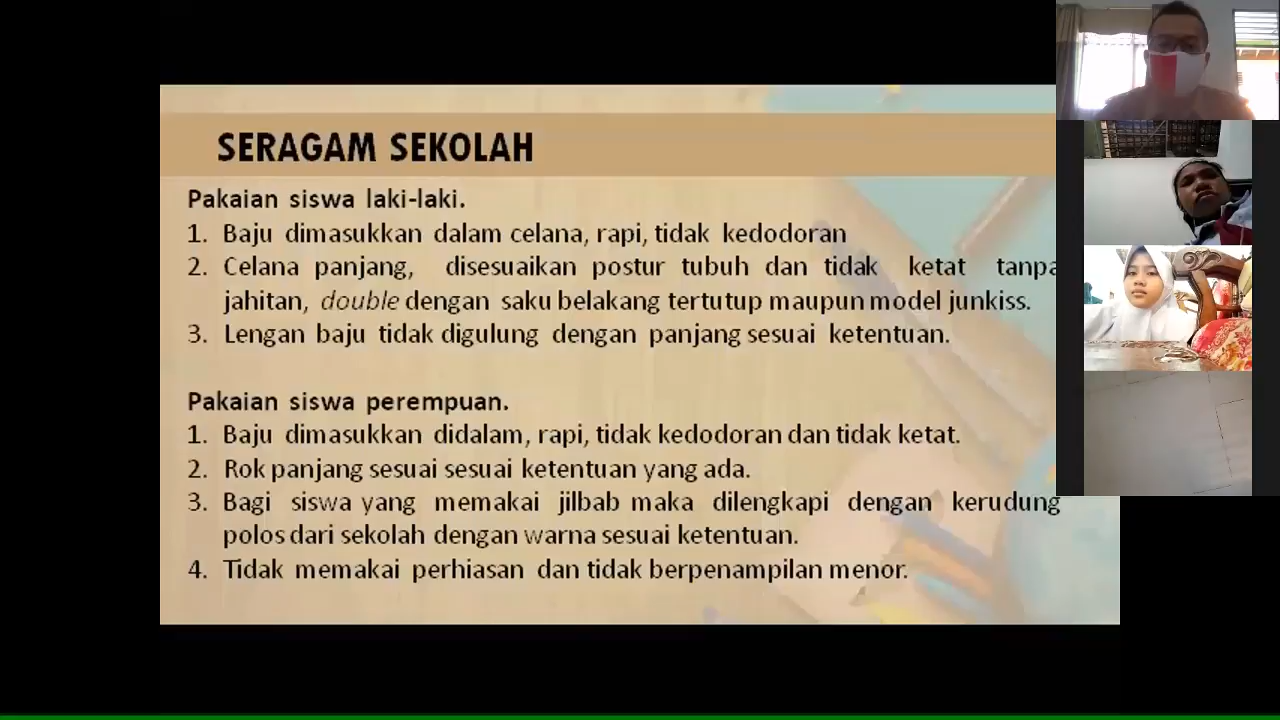 SERAGAM SEKOLAH
Pakaian siswa laki-laki.
1. Baju dimasukkan dalam celana, rapi, tidak kedodoran
2. Celana panjang, disesuaikan postur tubuh dan tidak ketat tanpa
jahitan, double dengan saku belakang tertutup maupun model junkiss.
3. Lengan baju tidak digulung dengan panjang sesuai ketentuan.
Pakaian siswa perempuan.
1. Baju dimasukkan didalam, rapi, tidak kedodoran dan tidak ketat.
2. Rok panjang sesuai sesuai ketentuan yang ada.
3. Bagi siswa yang memakai jilbab maka dilengkapi dengan kerudung
polos dari sekolah dengan warna sesuai ketentuan.
4. Tidak memakai perhiasan dan tidak berpenampilan menor.